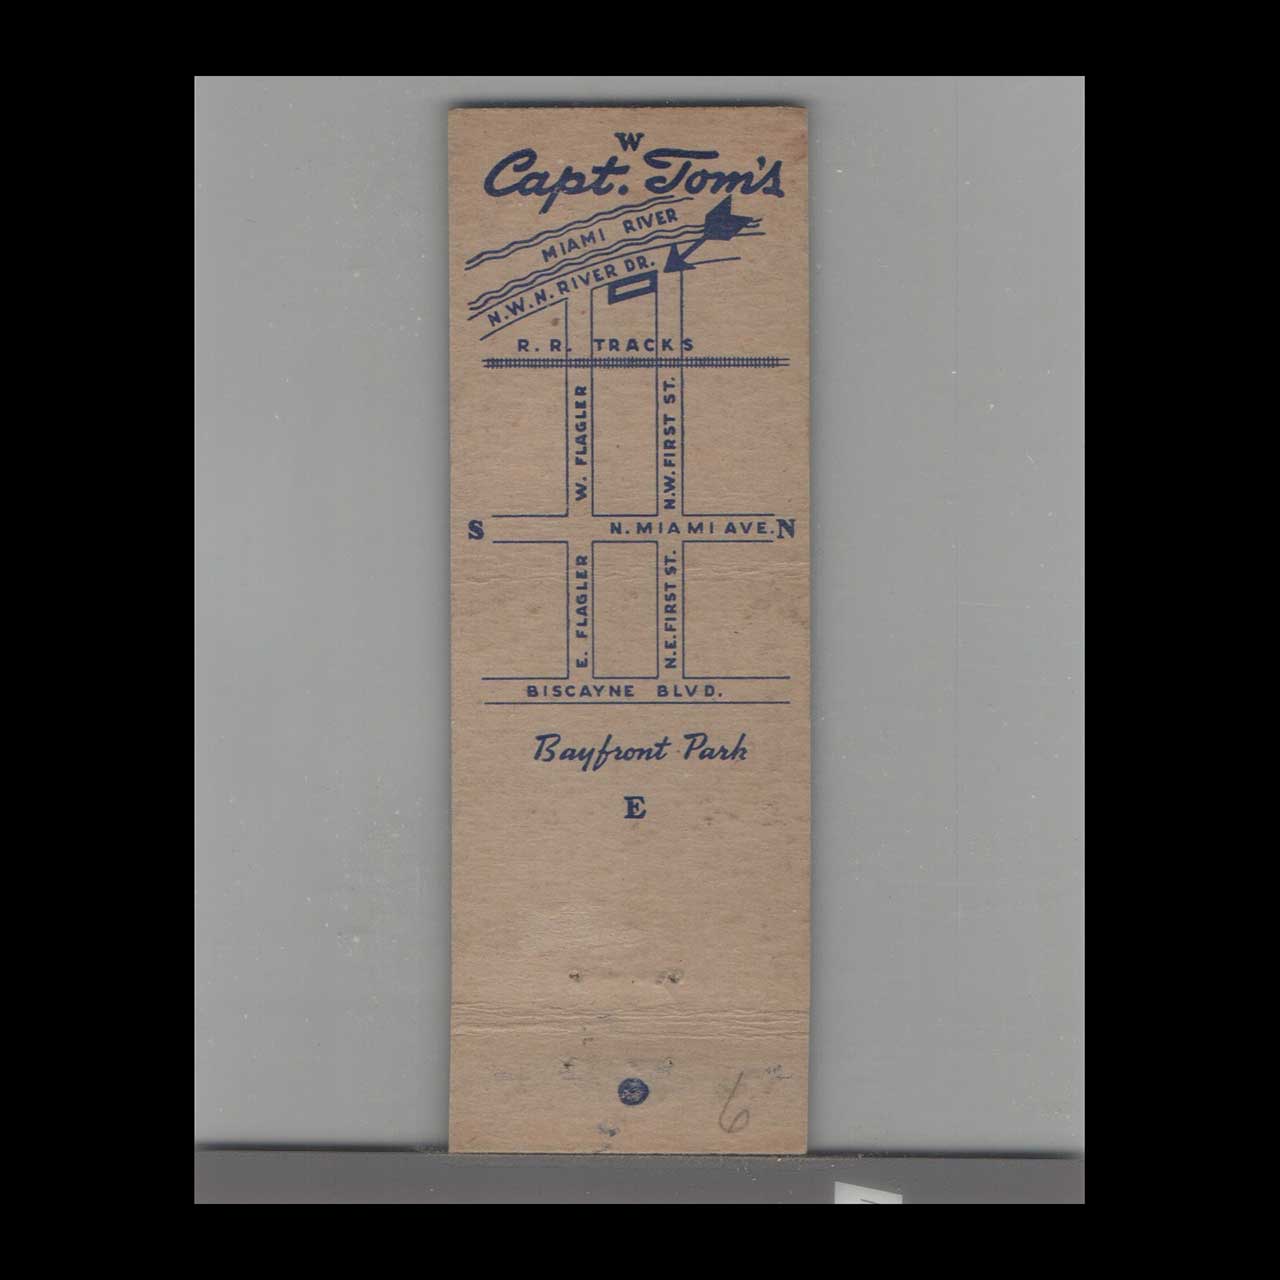 W
Capt. Tom's
MIAMI RIVER
N.W.N. RIVER DR.
R. R. TRACKS
W. FLAGLER
N.W. FIRST ST.
S
N. MIAMI AVE.
N
E. FLAGLER
N.E. FIRST ST.
BISCAYNE BLVD.
Bayfront Park
E
6